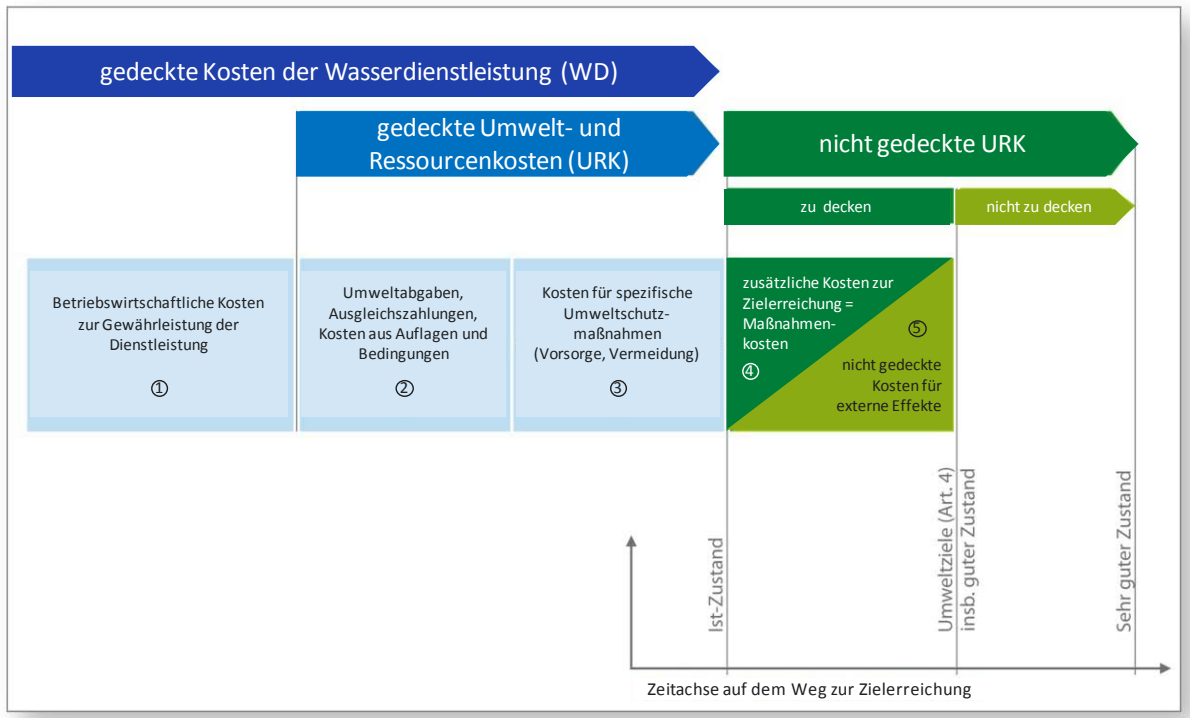 gedeckte Kosten der Wasserdienstleistung (WD)
gedeckte Umwelt- und
Ressourcenkosten (URK)
nicht gedeckte URK
zu decken
nicht zu decken
Betriebswirtschaftliche Kosten
zur Gewährleistung der
Dienstleistung
①
Umweltabgaben,
Ausgleichszahlungen,
Kosten aus Auflagen und
Bedingungen
②
Kosten für spezifische
Umweltschutz-
maßnahmen
(Vorsorge, Vermeidung)
③
zusätzliche Kosten zur
Zielerreichung =
Maßnahmen-
kosten
④
⑤
nicht gedeckte
Kosten für
externe Effekte
Ist-Zustand
Umweltziele (Art. 4)
insb. guter Zustand
Sehr guter Zustand
Zeitachse auf dem Weg zur Zielerreichung